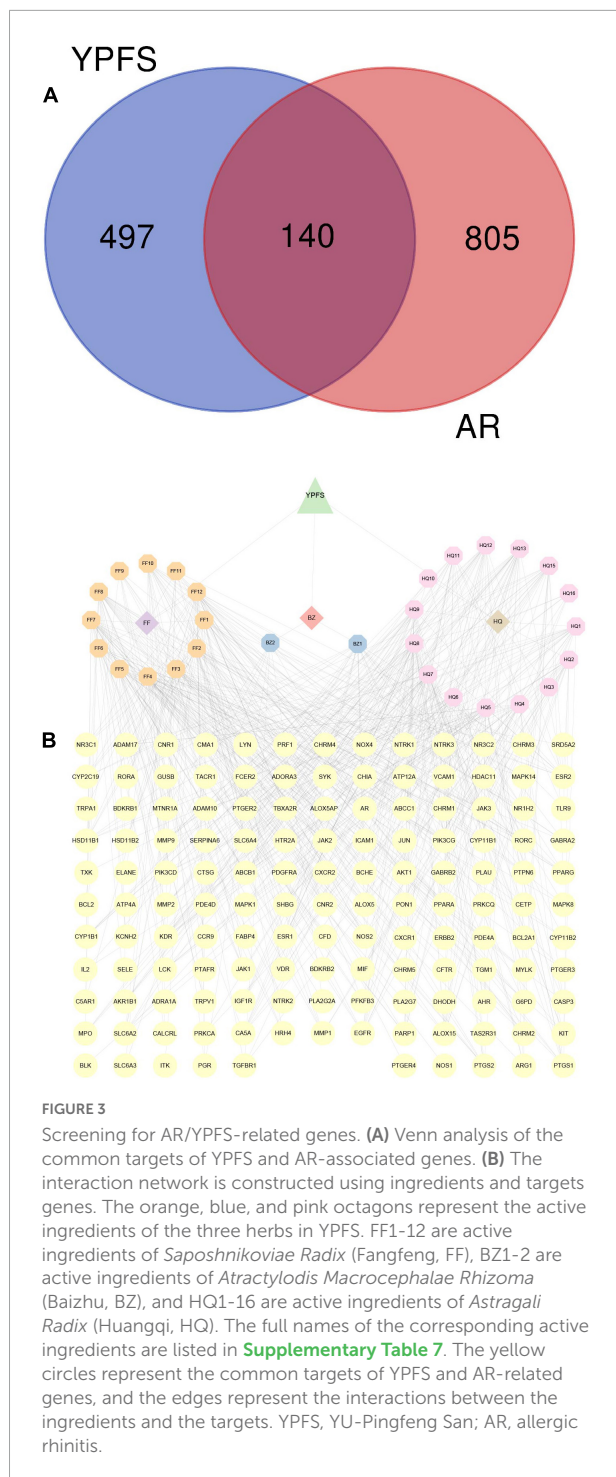 YPFS
A
497 140 805
AR
YPFS
HQ12 HQ13
FF10 HQ11 HQ15
FF9 FF11
HQ10 HQ16
FF8 FF12
HQ9
FF7 FF FF1 BZ HQ HQ1
FF6 FF2 BZ2 BZ1 HQ8 HQ2
FF5 FF3 HQ7 HQ3
FF4 HQ6 HQ5 HQ4
B
NR3C1 ADAM17 CNR1 CMA1 LYN PRF1 CHRM4 NOX4 NTRK1 NTRK3 NR3C2 CHRM3 SRD5A2
CYP2C19 RORA GUSB TACR1 FCER2 ADORA3 SYK CHIA ATP12A VCAM1 HDAC11 MAPK14 ESR2
TRPA1 BDKRB1 MTNR1A ADAM10 PTGER2 TBXA2R ALOX5AP AR ABCC1 CHRM1 JAK3 NR1H2 TLR9
HSD11B1 HSD11B2 MMP9 SERPINA6 SLC6A4 HTR2A JAK2 ICAM1 JUN PIK3CG CYP11B1 RORC GABRA2
TXK ELANE PIK3CD CTSG ABCB1 PDGFRA CXCR2 BCHE AKT1 GABRB2 PLAU PTPN6 PPARG
BCL2 ATP4A MMP2 PDE4D MAPK1 SHBG CNR2 ALOX5 PON1 PPARA PRKCQ CETP MAPK8
CYP1B1 KCNH2 KDR CCR9 FABP4 ESR1 CFD NOS2 CXCR1 ERBB2 PDE4A BCL2A1 CYP11B2
IL2 SELE LCK PTAFR JAK1 VDR BDKRB2 MIF CHRM5 CFTR TGM1 MYLK PTGER3
C5AR1 AKR1B1 ADRA1A TRPV1 IGF1R NTRK2 PLA2G2A PFKFB3 PLA2G7 DHODH AHR G6PD CASP3
MPO SLC6A2 CALCRL PRKCA CA5A HRH4 MMP1 EGFR PARP1 ALOX15 TAS2R31 CHRM2 KIT
BLK SLC6A3 ITK PGR TGFBR1 PTGER4 NOS1 PTGS2 ARG1 PTGS1
FIGURE 3
Screening for AR/YPFS-related genes. (A) Venn analysis of the
common targets of YPFS and AR-associated genes. (B) The
interaction network is constructed using ingredients and targets
genes. The orange, blue, and pink octagons represent the active
ingredients of the three herbs in YPFS. FF1-12 are active
ingredients of Saposhnikoviae Radix (Fangfeng, FF), BZ1-2 are
active ingredients of Atractylodis Macrocephalae Rhizoma
(Baizhu, BZ), and HQ1-16 are active ingredients of Astragali
Radix (Huangqi, HQ). The full names of the corresponding active
ingredients are listed in Supplementary Table 7. The yellow
circles represent the common targets of YPFS and AR-related
genes, and the edges represent the interactions between the
ingredients and the targets. YPFS, YU-Pingfeng San; AR, allergic
rhinitis.